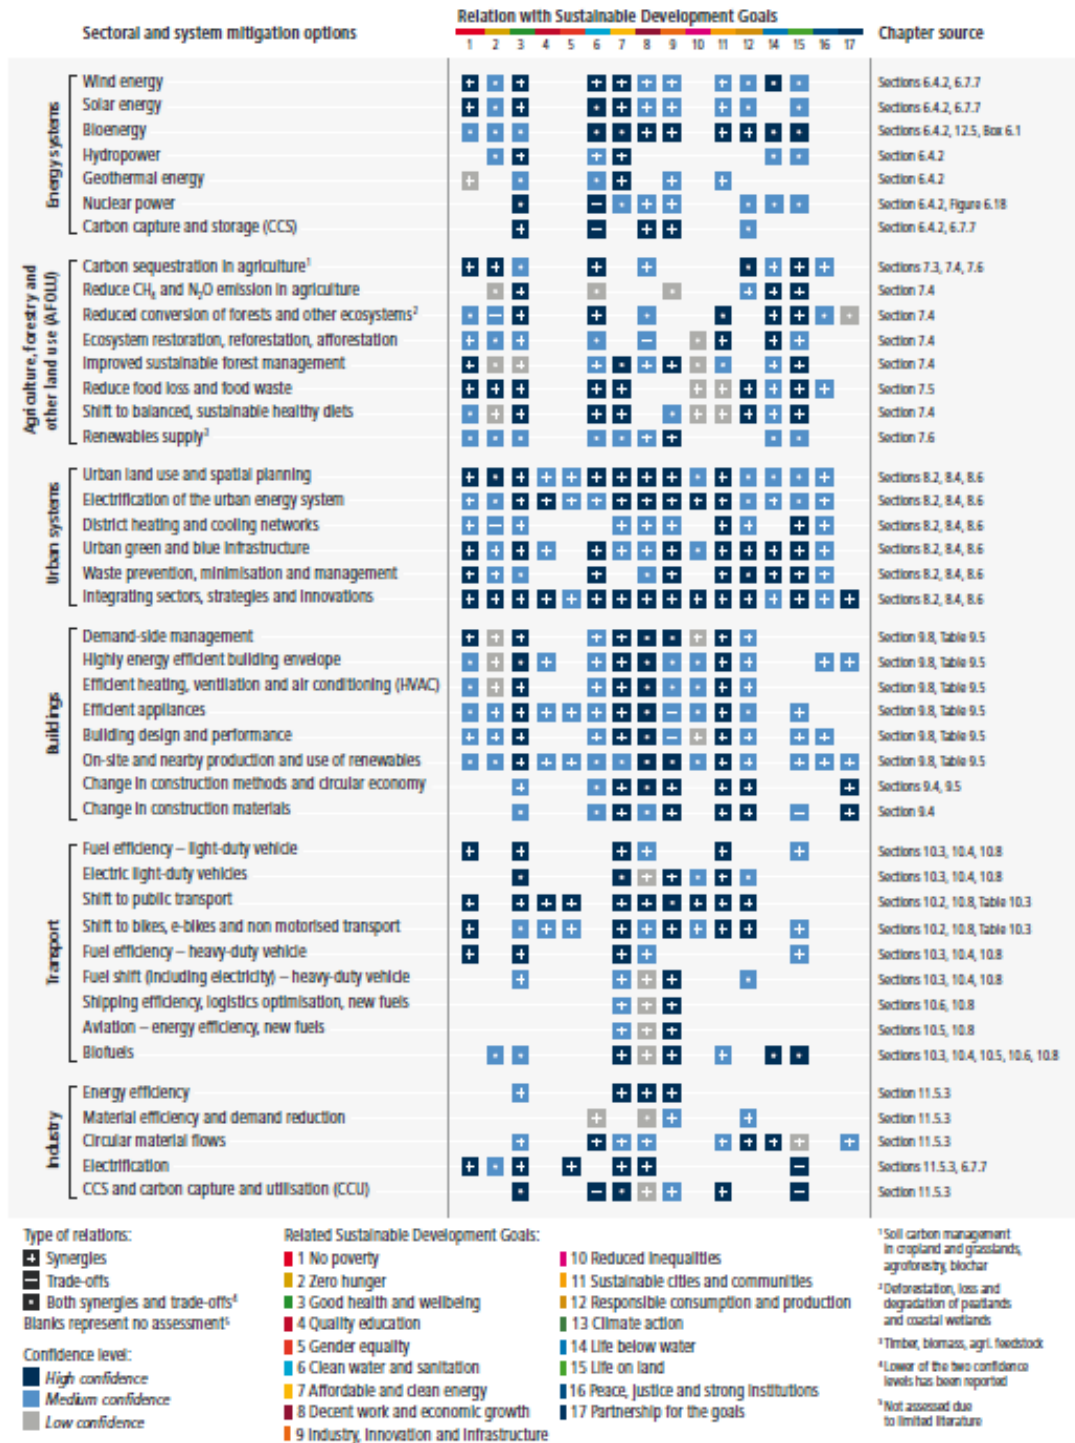 Relation with Sustainable Development Goals
Sectoral and system mitigation options
Chapter source
1 2 3 4 5 6 7 8 9 10 11 12 14 15 16 17
Energy systems
Wind energy Sections 6.4.2, 6.7.7
Solar energy Sections 6.4.2, 6.7.7
Bioenergy Sections 6.4.2, 12.5, Box 6.1
Hydropower Section 6.4.2
Geothermal energy Section 6.4.2
Nuclear power Section 6.4.2, Figure 6.18
Carbon capture and storage (CCS) Section 6.4.2, 6.7.7
Agriculture, forestry and
other land use (AFOLU)
Carbon sequestration in agriculture¹ Sections 7.3, 7.4, 7.6
Reduce CH₄ and N₂O emission in agriculture Section 7.4
Reduced conversion of forests and other ecosystems² Section 7.4
Ecosystem restoration, reforestation, afforestation Section 7.4
Improved sustainable forest management Section 7.4
Reduce food loss and food waste Section 7.5
Shift to balanced, sustainable healthy diets Section 7.4
Renewables supply³ Section 7.6
Urban systems
Urban land use and spatial planning Sections 8.2, 8.4, 8.6
Electrification of the urban energy system Sections 8.2, 8.4, 8.6
District heating and cooling networks Sections 8.2, 8.4, 8.6
Urban green and blue infrastructure Sections 8.2, 8.4, 8.6
Waste prevention, minimisation and management Sections 8.2, 8.4, 8.6
Integrating sectors, strategies and innovations Sections 8.2, 8.4, 8.6
Buildings
Demand-side management Section 9.8, Table 9.5
Highly energy efficient building envelope Section 9.8, Table 9.5
Efficient heating, ventilation and air conditioning (HVAC) Section 9.8, Table 9.5
Efficient appliances Section 9.8, Table 9.5
Building design and performance Section 9.8, Table 9.5
On-site and nearby production and use of renewables Section 9.8, Table 9.5
Change in construction methods and circular economy Sections 9.4, 9.5
Change in construction materials Section 9.4
Transport
Fuel efficiency – light-duty vehicle Sections 10.3, 10.4, 10.8
Electric light-duty vehicles Sections 10.3, 10.4, 10.8
Shift to public transport Sections 10.2, 10.8, Table 10.3
Shift to bikes, e-bikes and non motorised transport Sections 10.2, 10.8, Table 10.3
Fuel efficiency – heavy-duty vehicle Sections 10.3, 10.4, 10.8
Fuel shift (including electricity) – heavy-duty vehicle Sections 10.3, 10.4, 10.8
Shipping efficiency, logistics optimisation, new fuels Sections 10.6, 10.8
Aviation – energy efficiency, new fuels Sections 10.5, 10.8
Biofuels Sections 10.3, 10.4, 10.5, 10.6, 10.8
Industry
Energy efficiency Section 11.5.3
Material efficiency and demand reduction Section 11.5.3
Circular material flows Section 11.5.3
Electrification Sections 11.5.3, 6.7.7
CCS and carbon capture and utilisation (CCU) Section 11.5.3
Type of relations:
Synergies
Trade-offs
Both synergies and trade-offs⁴
Blanks represent no assessment⁵
Confidence level:
High confidence
Medium confidence
Low confidence
Related Sustainable Development Goals:
1 No poverty
2 Zero hunger
3 Good health and wellbeing
4 Quality education
5 Gender equality
6 Clean water and sanitation
7 Affordable and clean energy
8 Decent work and economic growth
9 Industry, Innovation and Infrastructure
10 Reduced inequalities
11 Sustainable cities and communities
12 Responsible consumption and production
13 Climate action
14 Life below water
15 Life on land
16 Peace, justice and strong institutions
17 Partnership for the goals
¹ Soil carbon management
in cropland and grasslands,
agroforestry, biochar
² Deforestation, loss and
degradation of peatlands
and coastal wetlands
³ Timber, biomass, agri. feedstock
⁴ Lower of the two confidence
levels has been reported
⁵ Not assessed due
to limited literature